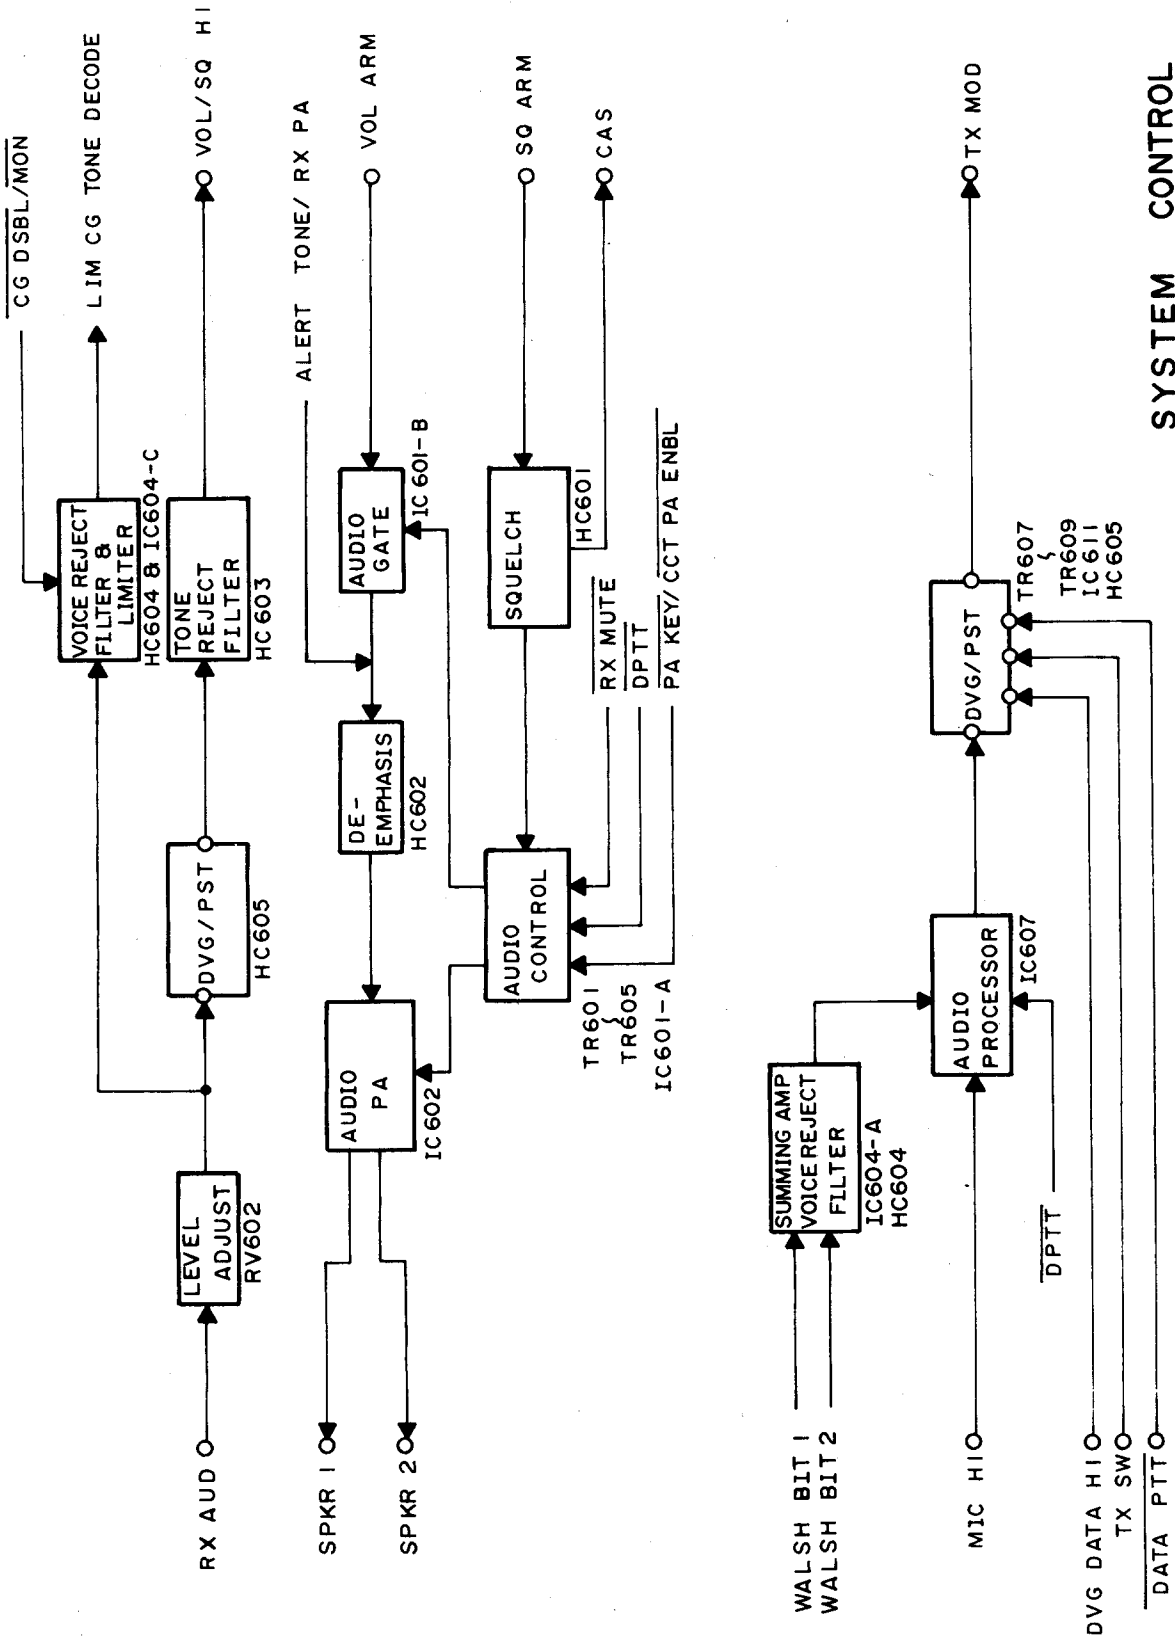 CG DSBL/MON
LIM CG TONE DECODE
VOL/SQ HI
VOICE REJECT
FILTER &
LIMITER
HC604 & IC604-C
TONE
REJECT
FILTER
HC603
DVG/PST
HC605
LEVEL
ADJUST
RV602
RX AUD
ALERT TONE/ RX PA
VOL ARM
AUDIO
GATE
IC 601-B
DE-
EMPHASIS
HC602
AUDIO
PA
IC602
SPKR 1
SPKR 2
SQ ARM
CAS
SQUELCH
HC601
RX MUTE
DPTT
PA KEY/CCT PA ENBL
AUDIO
CONTROL
TR601
~
TR605
IC601-A
WALSH BIT 1
WALSH BIT 2
SUMMING AMP
VOICE REJECT
FILTER
IC604-A
HC604
TX MOD
DVG/PST
TR607
~
TR609
IC611
HC605
AUDIO
PROCESSOR
IC607
MIC HI
DPTT
DVG DATA HI
TX SW
DATA PTT
SYSTEM CONTROL